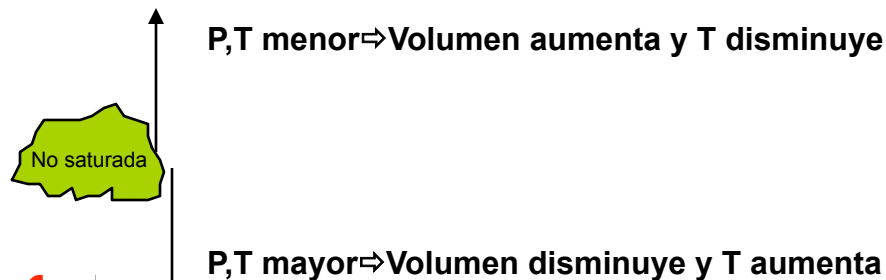 P,T menor⇨Volumen aumenta y T disminuye
No saturada
P,T mayor⇨Volumen disminuye y T aumenta